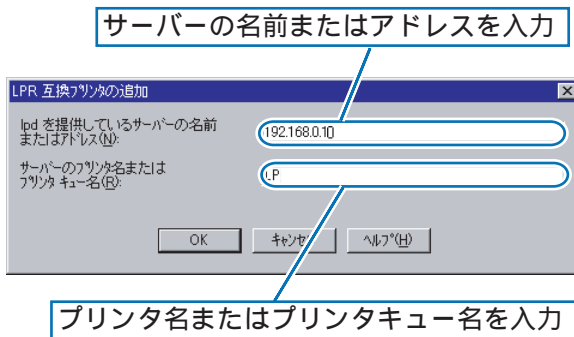 サーバーの名前またはアドレスを入力
LPR 互換プリンタの追加
lpd を提供しているサーバーの名前
またはアドレス(N):
192.168.0.10
サーバーのプリンタ名または
プリンタ キュー名(R):
LP
OK
キャンセル
ヘルプ(H)
プリンタ名またはプリンタキュー名を入力